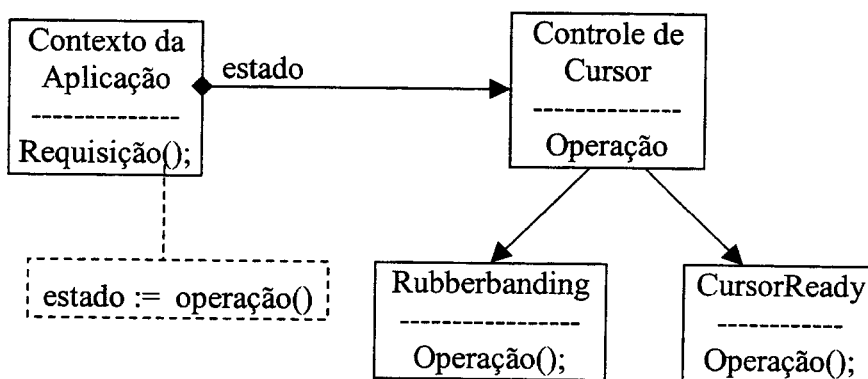 Contexto da
Aplicação
---------------
Requisição();
estado
Controle de
Cursor
----------------
Operação
estado := operação()
Rubberbanding
-------------------
Operação();
CursorReady
-------------
Operação();